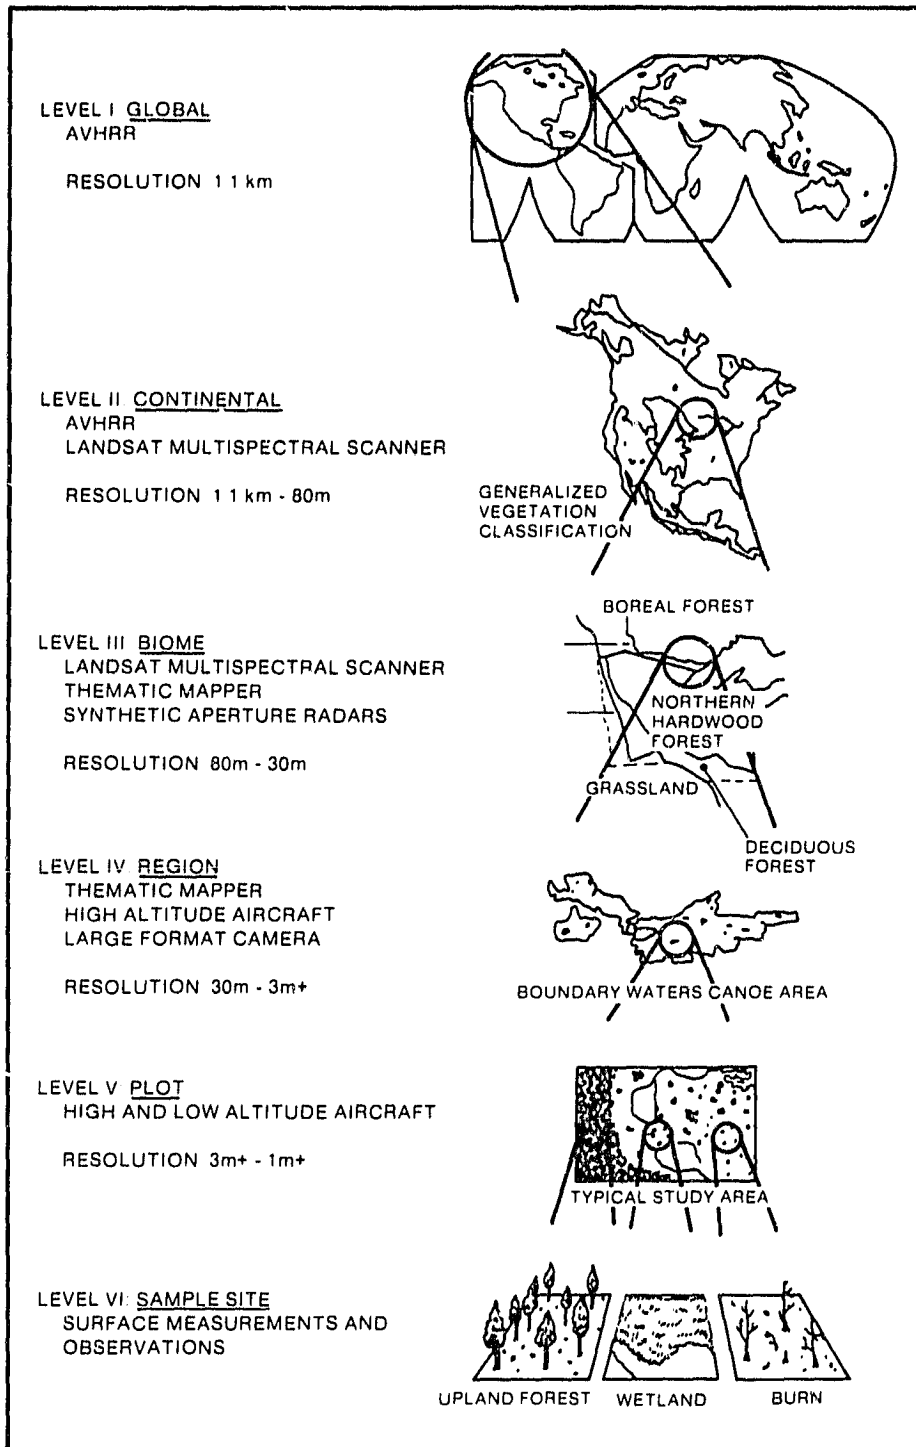 LEVEL I GLOBAL
AVHRR
RESOLUTION 1 1 km
LEVEL II CONTINENTAL
AVHRR
LANDSAT MULTISPECTRAL SCANNER
RESOLUTION 1 1 km - 80m
GENERALIZED
VEGETATION
CLASSIFICATION
LEVEL III BIOME
LANDSAT MULTISPECTRAL SCANNER
THEMATIC MAPPER
SYNTHETIC APERTURE RADARS
RESOLUTION 80m - 30m
BOREAL FOREST
NORTHERN
HARDWOOD
FOREST
GRASSLAND
DECIDUOUS
FOREST
LEVEL IV REGION
THEMATIC MAPPER
HIGH ALTITUDE AIRCRAFT
LARGE FORMAT CAMERA
RESOLUTION 30m - 3m+
BOUNDARY WATERS CANOE AREA
LEVEL V PLOT
HIGH AND LOW ALTITUDE AIRCRAFT
RESOLUTION 3m+ - 1m+
TYPICAL STUDY AREA
LEVEL VI: SAMPLE SITE
SURFACE MEASUREMENTS AND
OBSERVATIONS
UPLAND FOREST
WETLAND
BURN